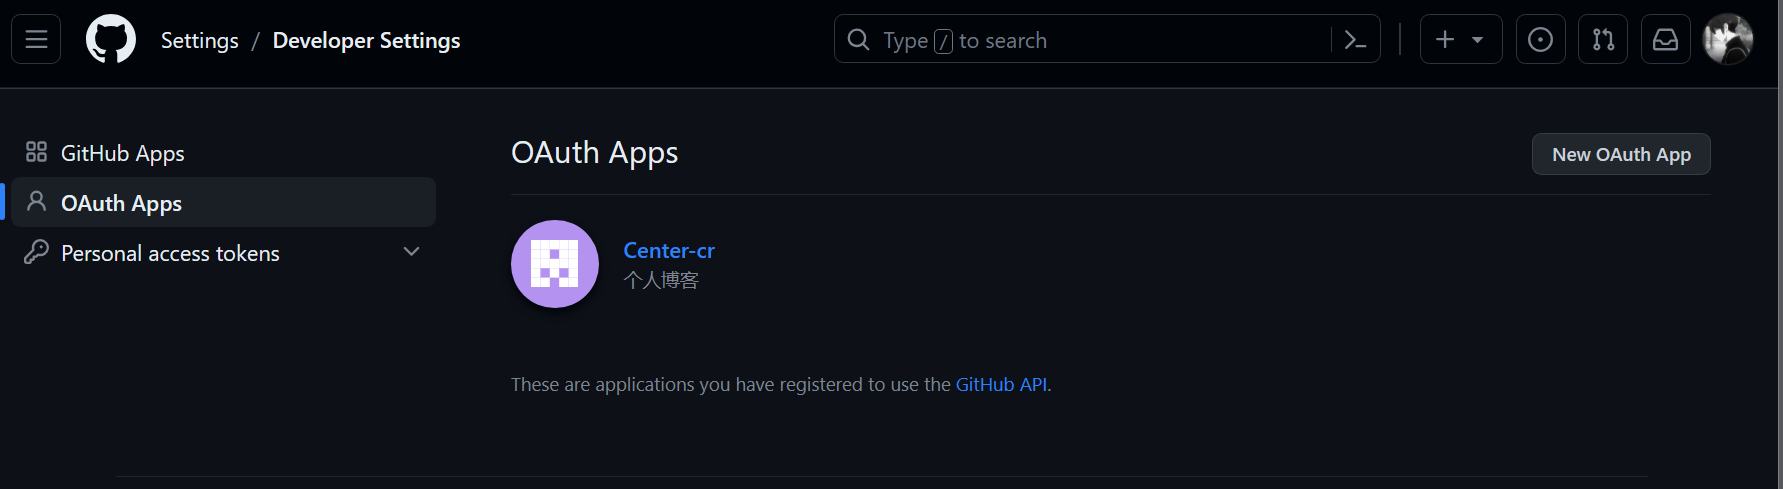 Settings / Developer Settings
Type / to search
GitHub Apps
OAuth Apps
Personal access tokens
OAuth Apps
New OAuth App
Center-cr
个人博客
These are applications you have registered to use the GitHub API.